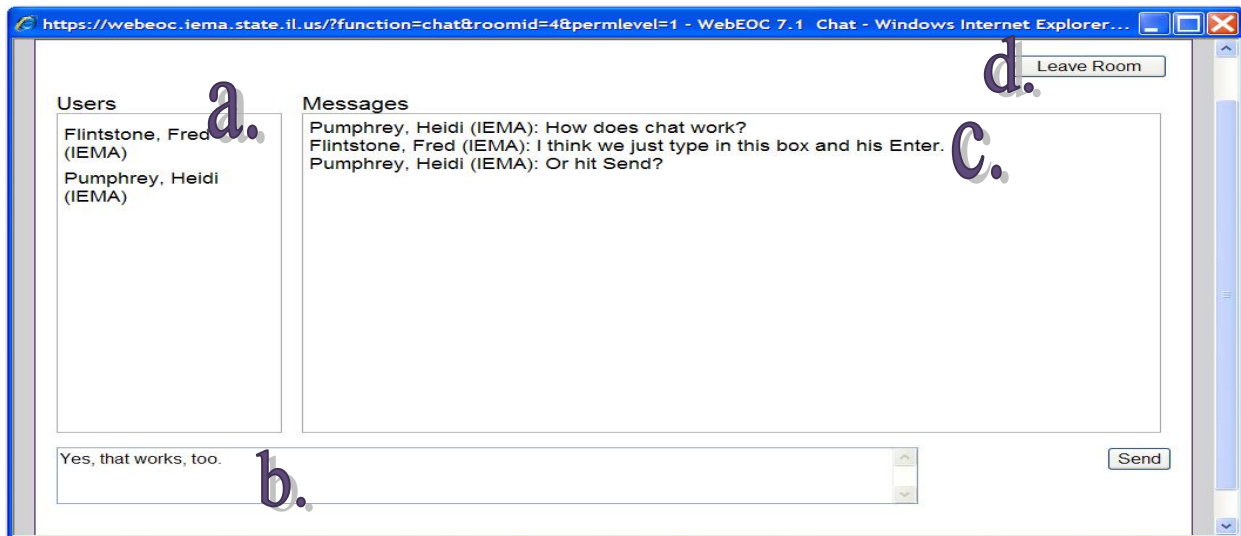 https://webeoc.iema.state.il.us/?function=chat&roomid=4&permlevel=1 - WebEOC 7.1 Chat - Windows Internet Explorer...
d.
Leave Room
a.
Users
Messages
Flintstone, Fred
(IEMA)
Pumphrey, Heidi
(IEMA)
Pumphrey, Heidi (IEMA): How does chat work?
Flintstone, Fred (IEMA): I think we just type in this box and his Enter.
Pumphrey, Heidi (IEMA): Or hit Send?
c.
Yes, that works, too.
b.
Send